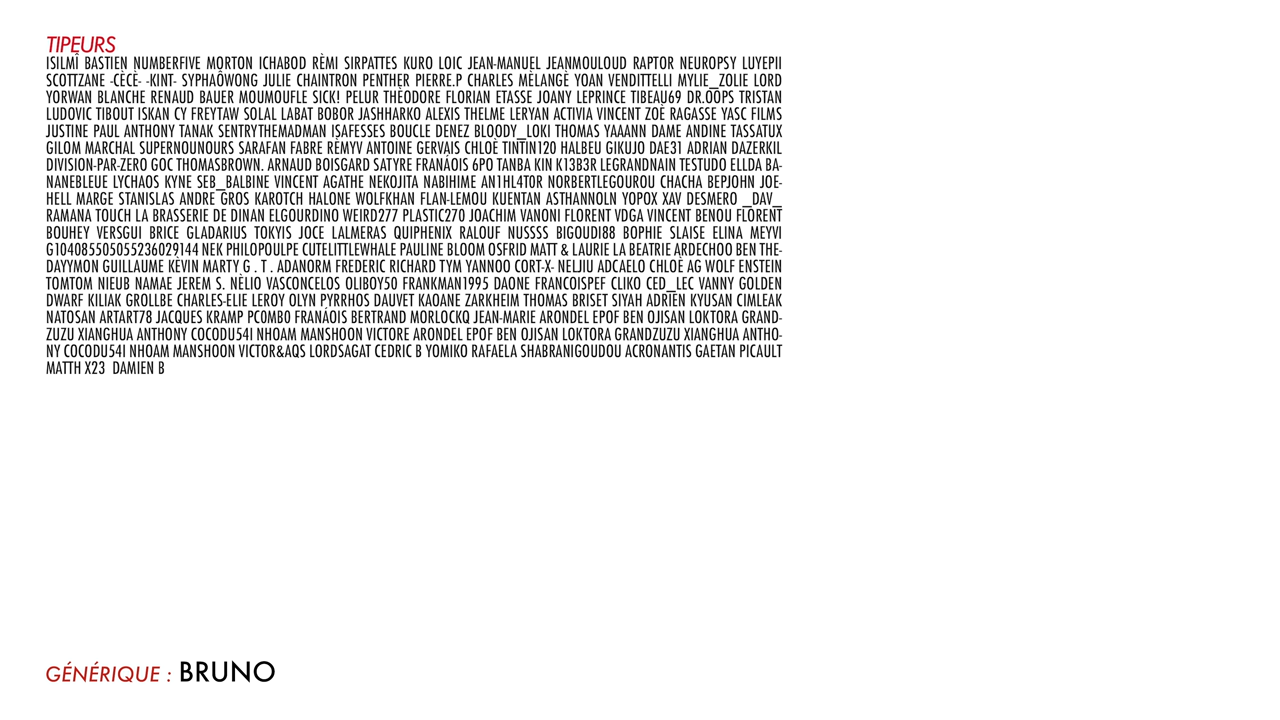 TIPEURS
ISILMÎ BASTIEN NUMBERFIVE MORTON ICHABOD RÈMI SIRPATTES KURO LOIC JEAN-MANUEL JEANMOULOUD RAPTOR NEUROPSY LUYEPII
SCOTTZANE -CÈCÈ- -KINT- SYPHAÔWONG JULIE CHAINTRON PENTHER PIERRE.P CHARLES MÈLANGÈ YOAN VENDITTELLI MYLIE_ZOLIE LORD
YORWAN BLANCHE RENAUD BAUER MOUMOUFLE SICK! PELUR THÈODORE FLORIAN ETASSE JOANY LEPRINCE TIBEAU69 DR.OOPS TRISTAN
LUDOVIC TIBOUT ISKAN CY FREYTAW SOLAL LABAT BOBOR JASHHARKO ALEXIS THELME LERYAN ACTIVIA VINCENT ZOÈ RAGASSE YASC FILMS
JUSTINE PAUL ANTHONY TANAK SENTRYTHEMADMAN ISAFESSES BOUCLE DENEZ BLOODY_LOKI THOMAS YAAANN DAME ANDINE TASSATUX
GILOM MARCHAL SUPERNOUNOURS SARAFAN FABRE RÈMYV ANTOINE GERVAIS CHLOÈ TINTIN120 HALBEU GIKUJO DAE31 ADRIAN DAZERKIL
DIVISION-PAR-ZERO GOC THOMASBROWN. ARNAUD BOISGARD SATYRE FRANÁOIS 6PO TANBA KIN K13B3R LEGRANDNAIN TESTUDO ELLDA BA-
NANEBLEUE LYCHAOS KYNE SEB_BALBINE VINCENT AGATHE NEKOJITA NABIHIME AN1HL4T0R NORBERTLEGOUROU CHACHA BEPJOHN JOE-
HELL MARGE STANISLAS ANDRE GROS KAROTCH HALONE WOLFKHAN FLAN-LEMOU KUENTAN ASTHANNOLN YOPOX XAV DESMERO _DAV_
RAMANA TOUCH LA BRASSERIE DE DINAN ELGOURDINO WEIRD277 PLASTIC270 JOACHIM VANONI FLORENT VDGA VINCENT BENOU FLORENT
BOUHEY VERSGUI BRICE GLADARIUS TOKYIS JOCE LALMERAS QUIPHENIX RALOUF NUSSSS BIGOUDI88 BOPHIE SLAISE ELINA MEYVI
G104085505055236029144 NEK PHILOPOULPE CUTELITTLEWHALE PAULINE BLOOM OSFRID MATT & LAURIE LA BEATRIE ARDECHOO BEN THE-
DAYYMON GUILLAUME KÈVIN MARTY G . T . ADANORM FREDERIC RICHARD TYM YANNOO CORT-X- NELJIU ADCAELO CHLOÈ AG WOLF ENSTEIN
TOMTOM NIEUB NAMAE JEREM S. NÈLIO VASCONCELOS OLIBOY50 FRANKMAN1995 DAONE FRANCOISPEF CLIKO CED_LEC VANNY GOLDEN
DWARF KILIAK GROLLBE CHARLES-ELIE LEROY OLYN PYRRHOS DAUVET KAOANE ZARKHEIM THOMAS BRISET SIYAH ADRIEN KYUSAN CIMLEAK
NATOSAN ARTART78 JACQUES KRAMP PCOMB0 FRANÁOIS BERTRAND MORLOCKQ JEAN-MARIE ARONDEL EPOF BEN OJISAN LOKTORA GRAND-
ZUZU XIANGHUA ANTHONY COCODU54I NHOAM MANSHOON VICTORE ARONDEL EPOF BEN OJISAN LOKTORA GRANDZUZU XIANGHUA ANTHO-
NY COCODU54I NHOAM MANSHOON VICTOR&AQS LORDSAGAT CEDRIC B YOMIKO RAFAELA SHABRANIGOUDOU ACRONANTIS GAETAN PICAULT
MATTH X23 DAMIEN B
GÉNÉRIQUE : BRUNO